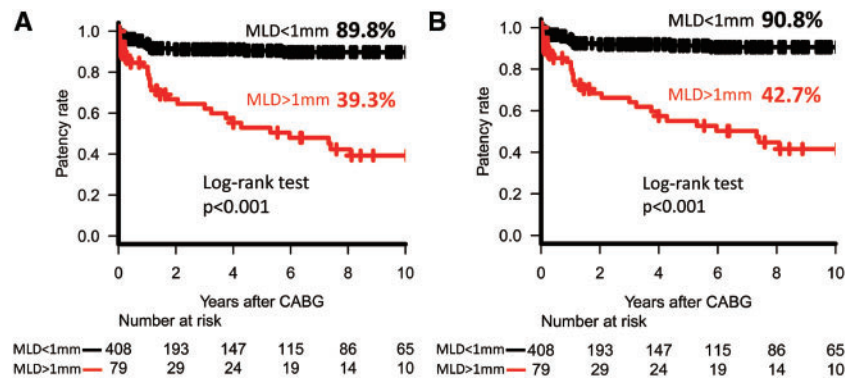 A
MLD<1mm 89.8%
MLD>1mm 39.3%
Log-rank test
p<0.001
Patency rate
1.0
0.8
0.6
0.4
0.2
0.0
0 2 4 6 8 10
Years after CABG
Number at risk
MLD<1mm 408 193 147 115 86 65
MLD>1mm 79 29 24 19 14 10
B
MLD<1mm 90.8%
MLD>1mm 42.7%
Log-rank test
p<0.001
Patency rate
1.0
0.8
0.6
0.4
0.2
0.0
0 2 4 6 8 10
Years after CABG
Number at risk
MLD<1mm 408 193 147 115 86 65
MLD>1mm 79 29 24 19 14 10